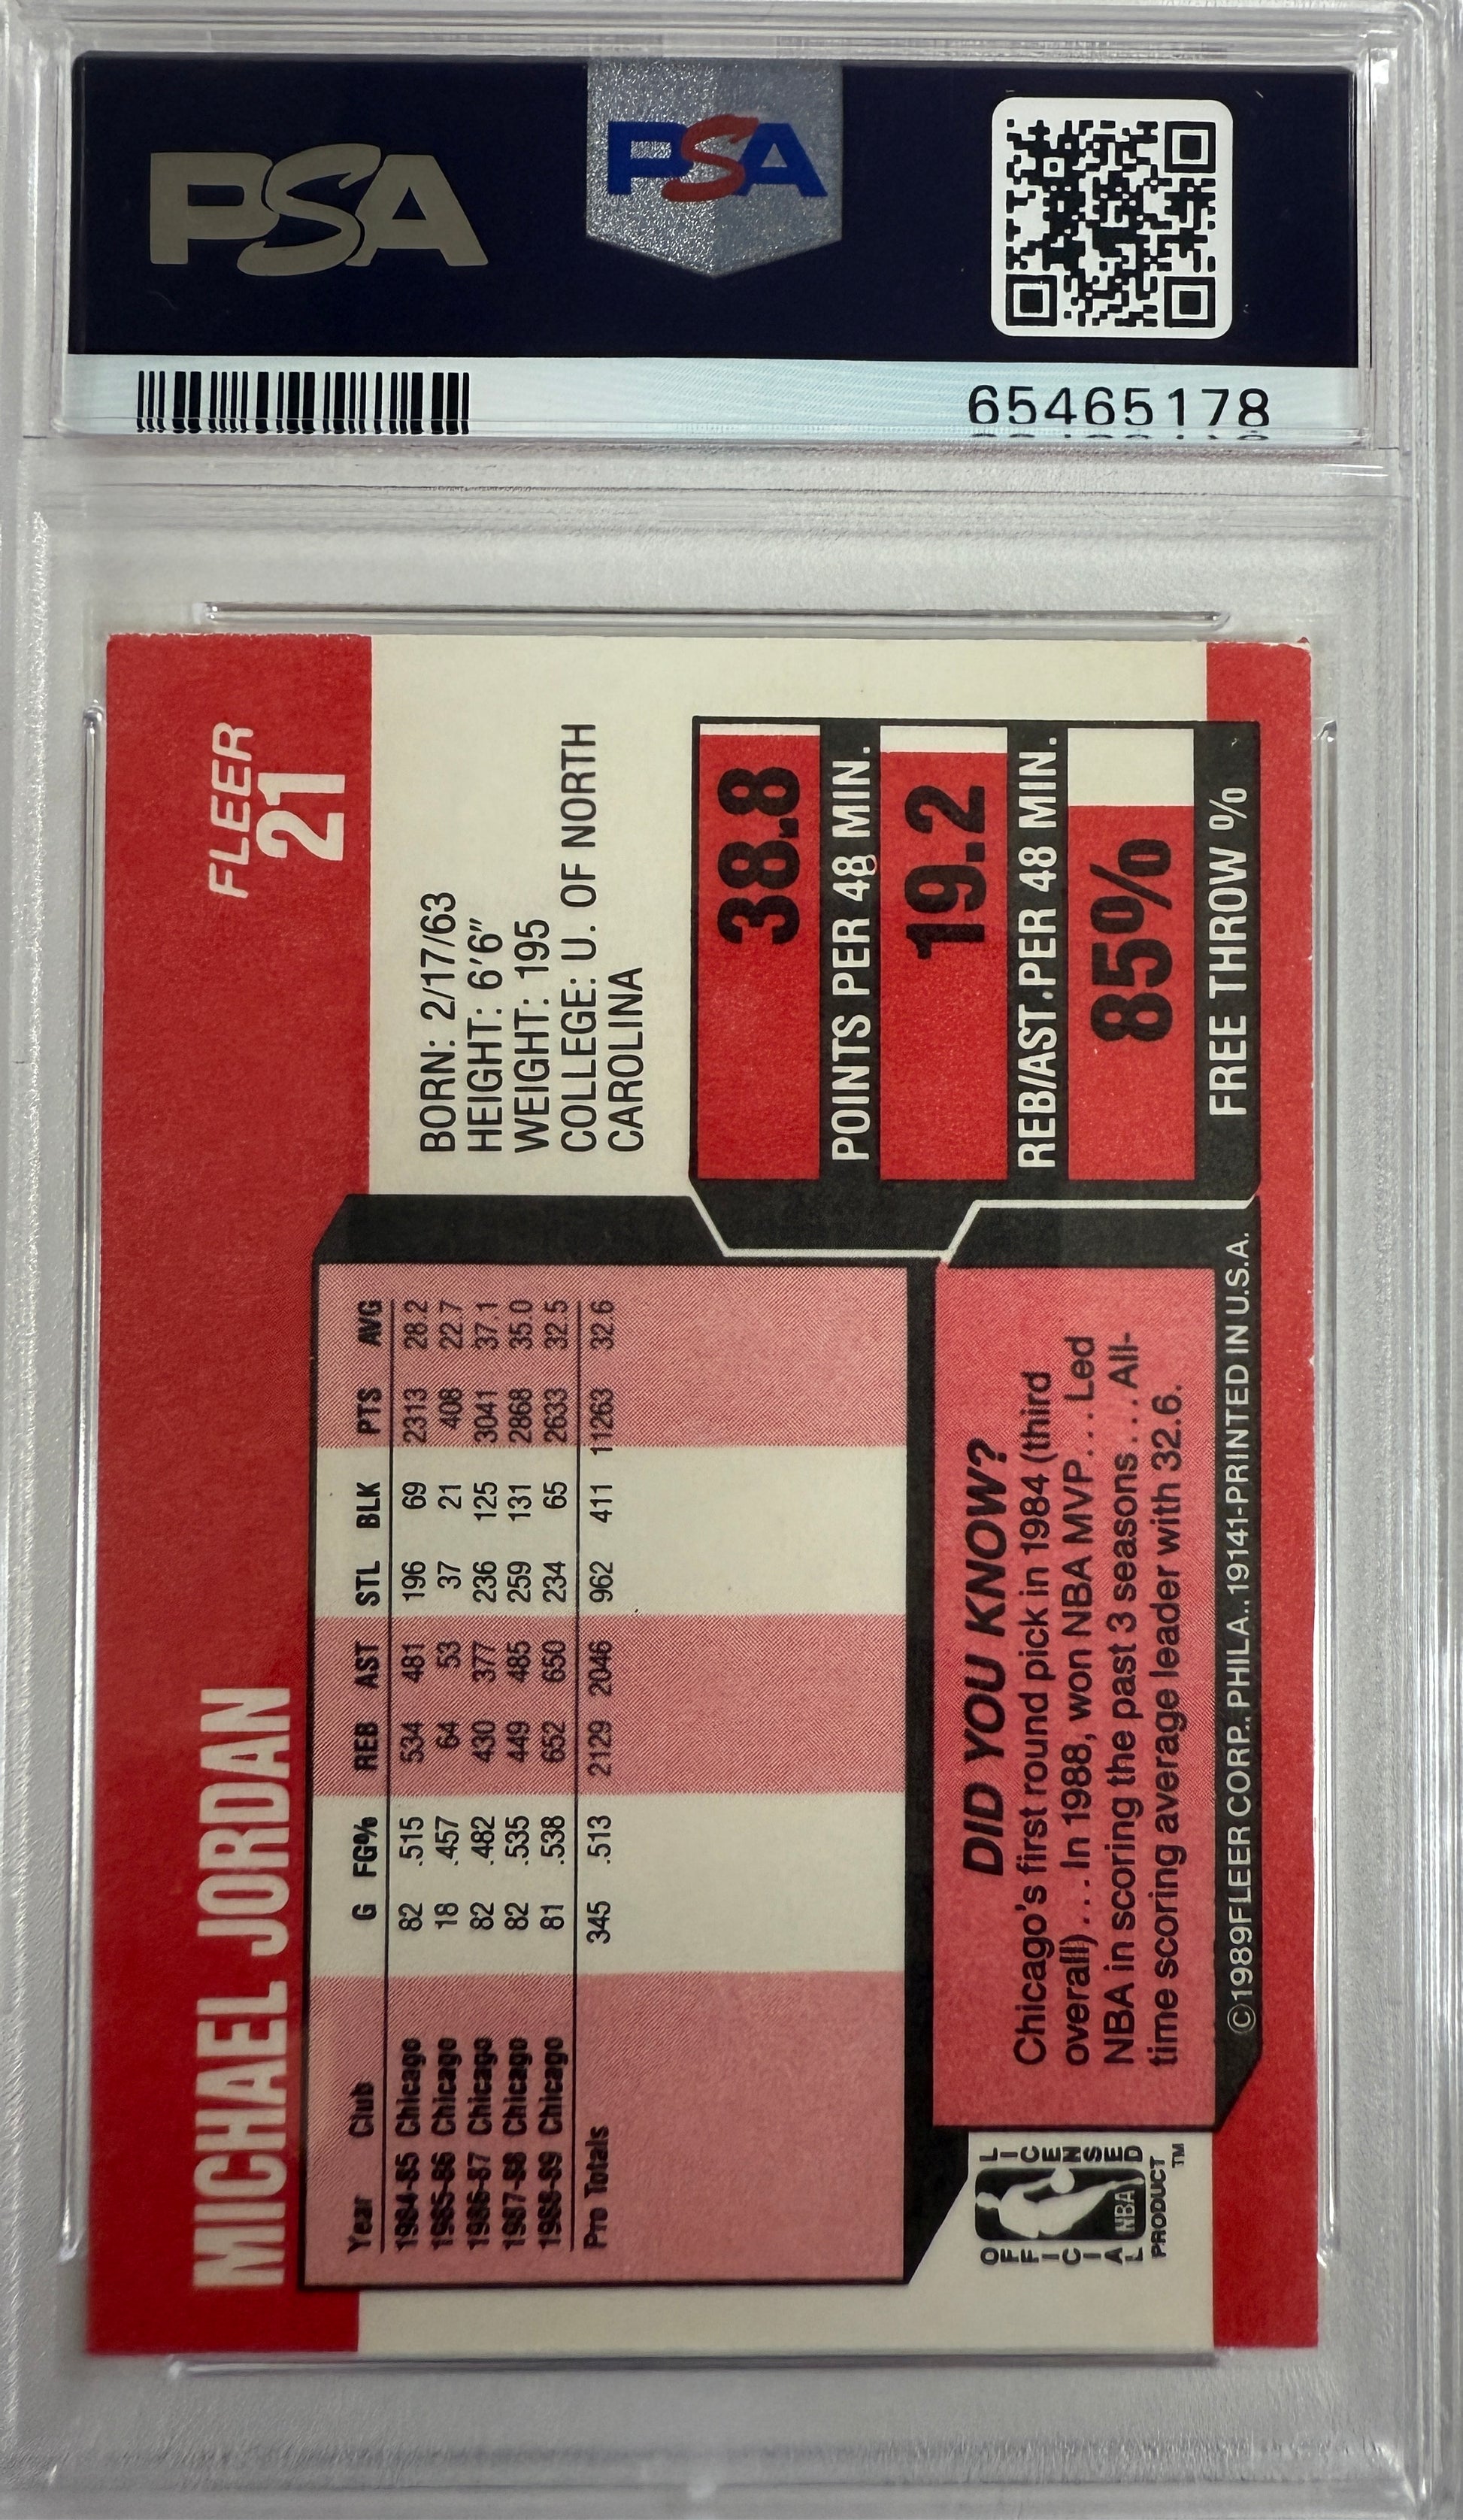 PSA
PSA
65465178
FLEER
21
MICHAEL JORDAN
Year Club G FG% REB AST STL BLK PTS AVG
1984-85 Chicago 82 .515 534 481 196 69 2313 28.2
1985-86 Chicago 18 .457 64 53 37 21 408 22.7
1986-87 Chicago 82 .482 430 377 236 125 3041 37.1
1987-88 Chicago 82 .535 449 485 259 131 2868 35.0
1988-89 Chicago 81 .538 652 650 234 65 2633 32.5
Pro Totals 345 .513 2129 2046 962 411 11263 32.6
BORN: 2/17/63
HEIGHT: 6'6"
WEIGHT: 195
COLLEGE: U. OF NORTH
CAROLINA
38.8
POINTS PER 48 MIN.
19.2
REB/AST. PER 48 MIN.
85%
FREE THROW %
DID YOU KNOW?
Chicago's first round pick in 1984 (third
overall) . . . In 1988, won NBA MVP. . . Led
NBA in scoring the past 3 seasons . . . All-
time scoring average leader with 32.6.
OFFICIAL LICENSED
NBA
PRODUCT ™
©1989 FLEER CORP., PHILA., 19141-PRINTED IN U.S.A.